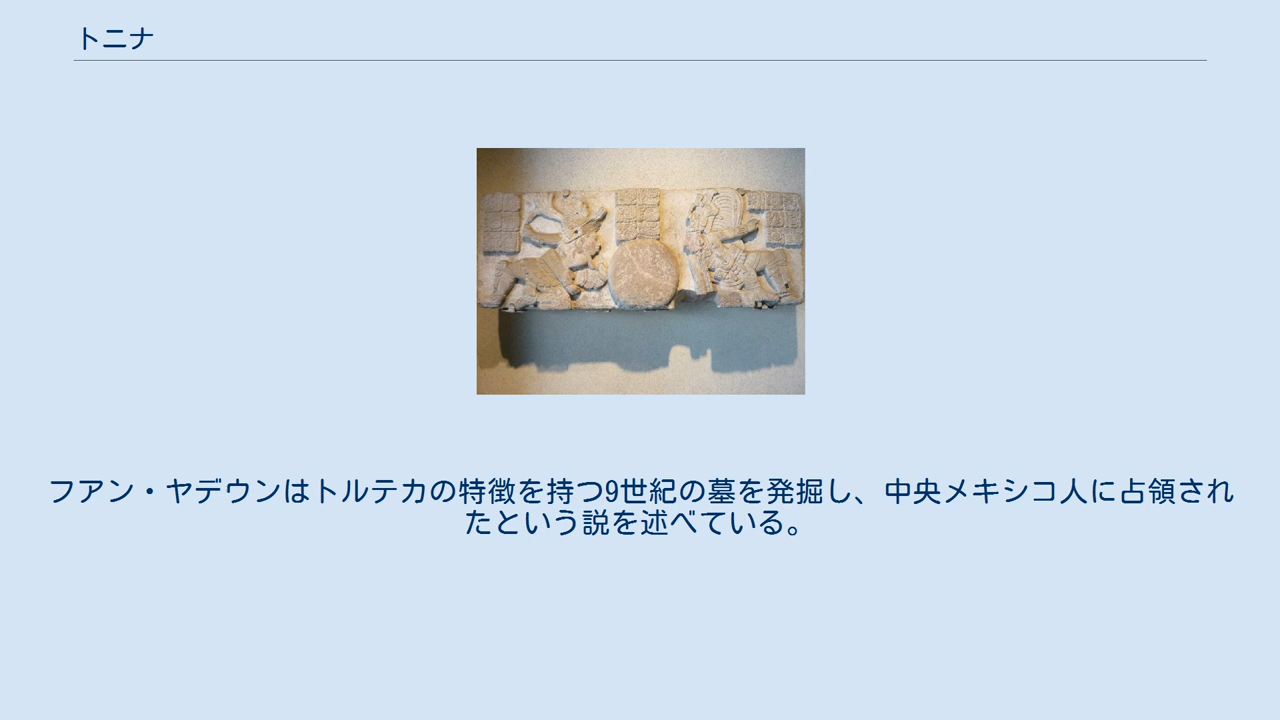 トニナ
フアン・ヤデウンはトルテカの特徴を持つ9世紀の墓を発掘し、中央メキシコ人に占領され
たという説を述べている。